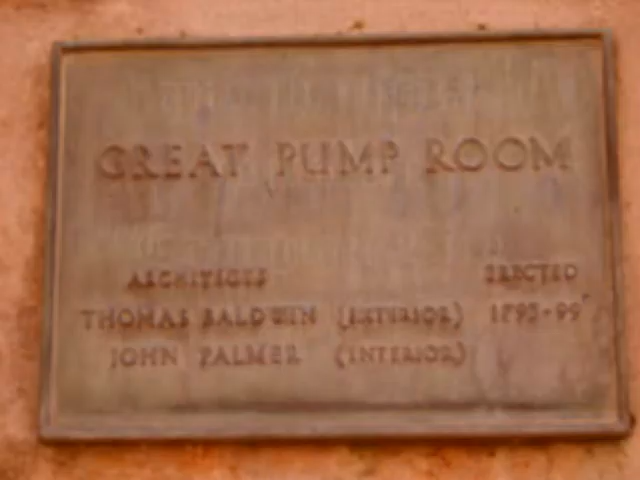 GREAT PUMP ROOM
ARCHITECTS ERECTED
THOMAS BALDWIN (EXTERIOR) 1795-99
JOHN PALMER (INTERIOR)